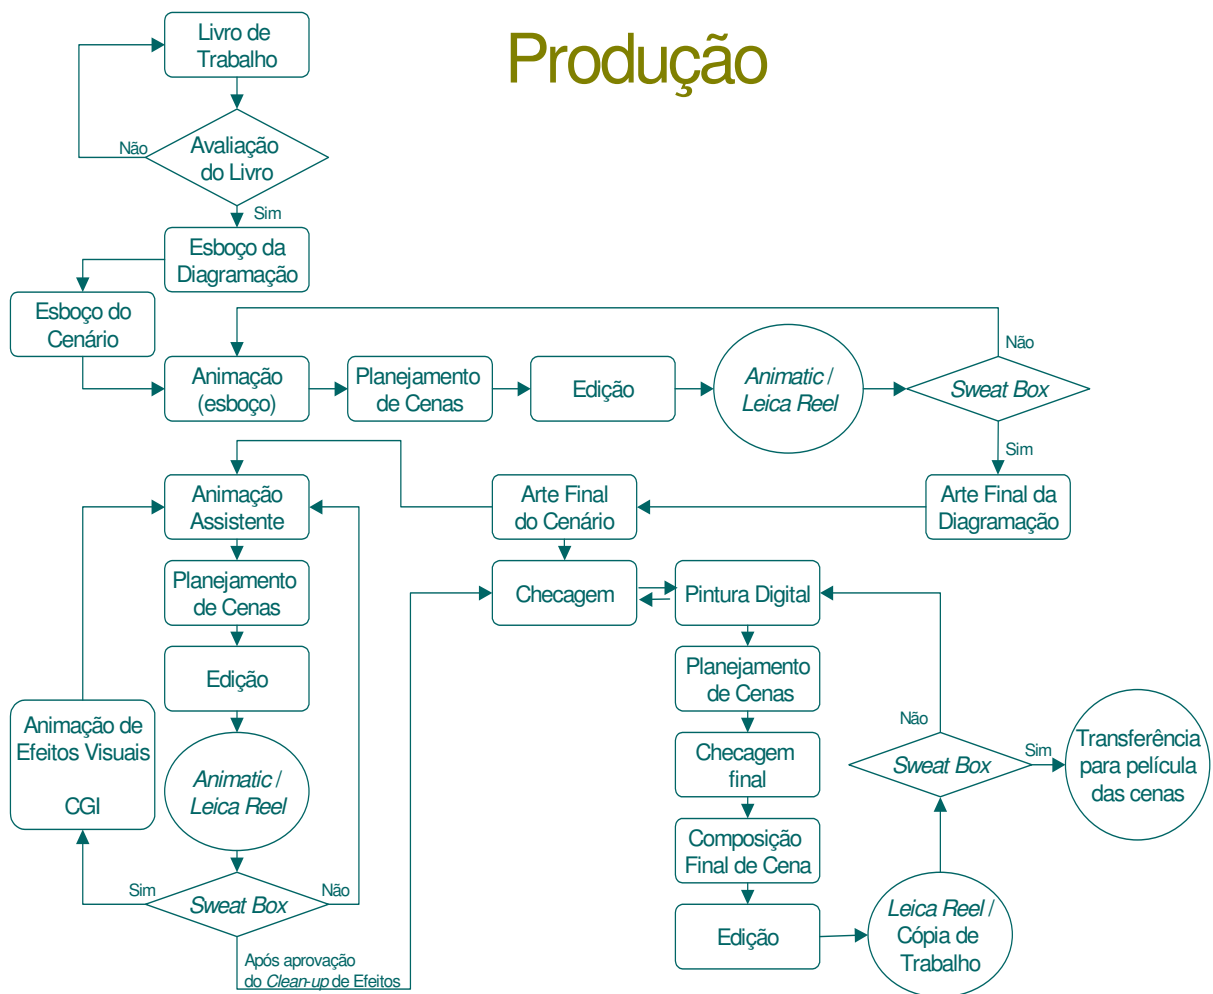 Produção
Livro de
Trabalho
Não
Avaliação
do Livro
Sim
Esboço da
Diagramação
Esboço do
Cenário
Animação
(esboço)
Planejamento
de Cenas
Edição
Animatic /
Leica Reel
Não
Sweat Box
Sim
Animação
Assistente
Arte Final
do Cenário
Arte Final da
Diagramação
Planejamento
de Cenas
Checagem
Pintura Digital
Edição
Planejamento
de Cenas
Animação de
Efeitos Visuais
CGI
Animatic /
Leica Reel
Checagem
final
Não
Sweat Box
Sim
Transferência
para película
das cenas
Composição
Final de Cena
Sim
Sweat Box
Não
Edição
Leica Reel /
Cópia de
Trabalho
Após aprovação
do Clean-up de Efeitos